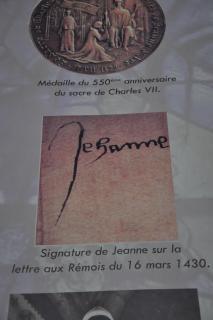 Médaille du 550ème anniversaire
du sacre de Charles VII.
Jehanne
Signature de Jeanne sur la
lettre aux Rémois du 16 mars 1430.